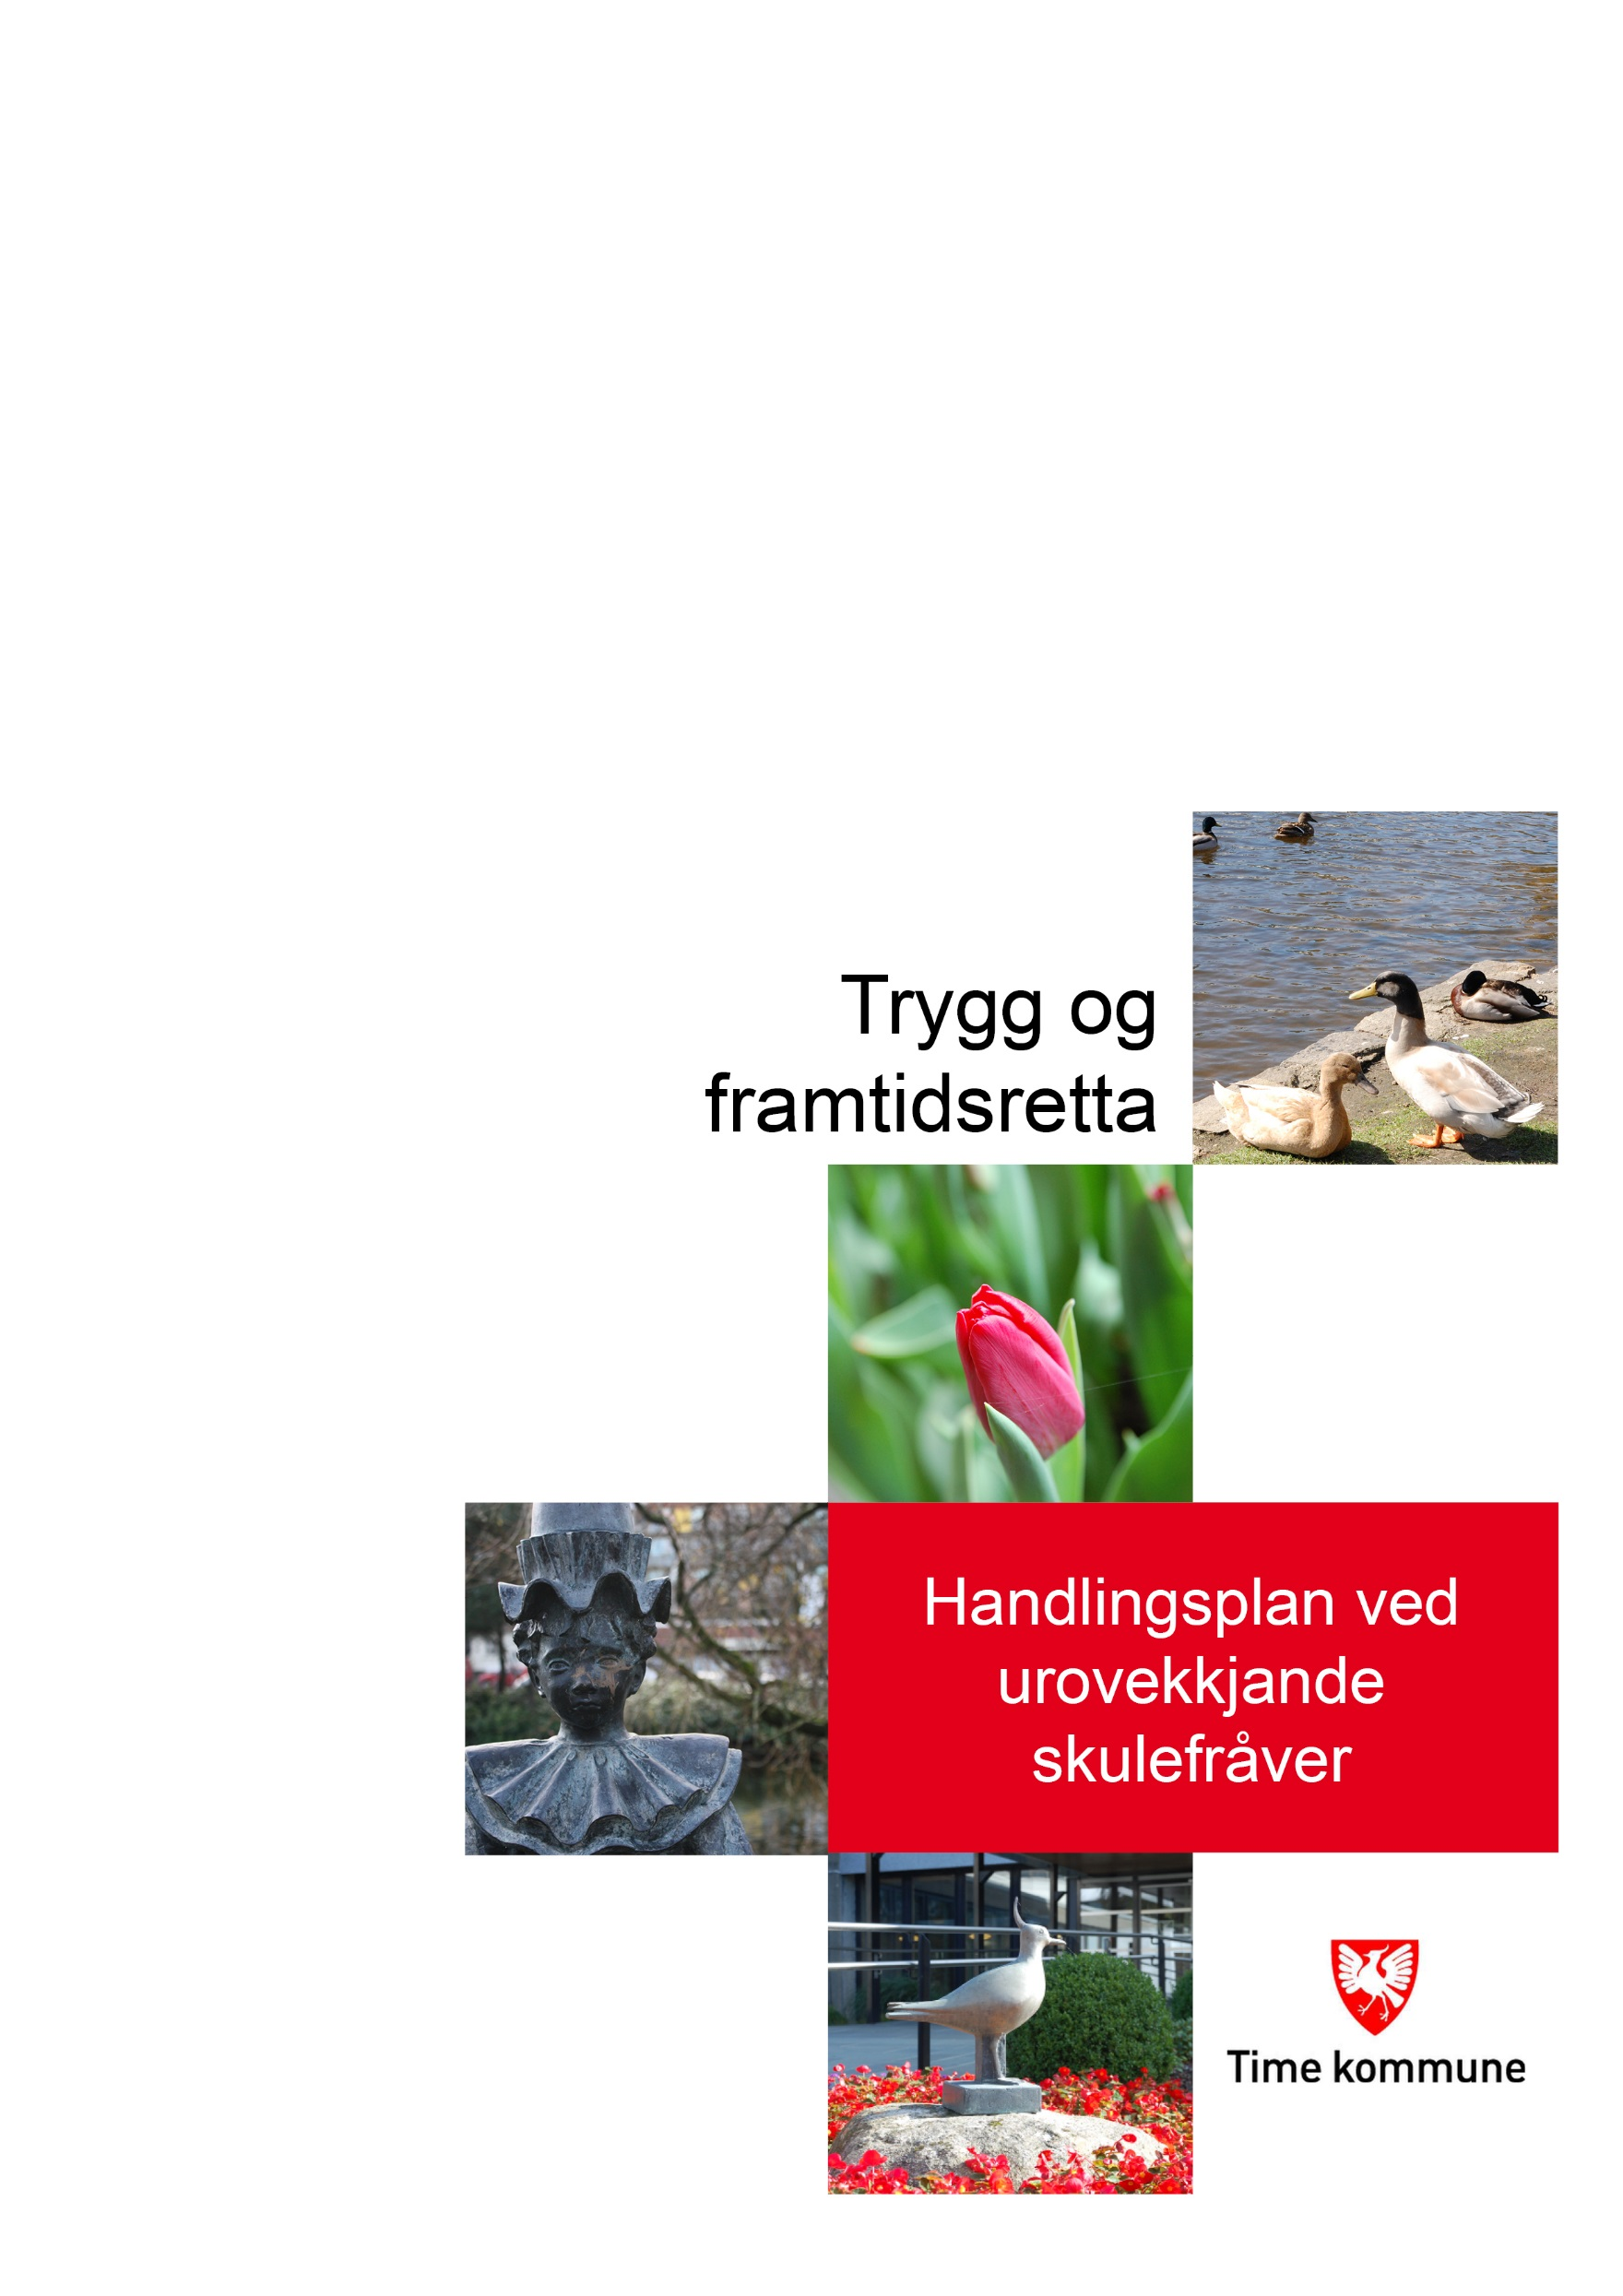 Trygg og
framtidsretta
Handlingsplan ved
urovekkjande
skulefråver
Time kommune